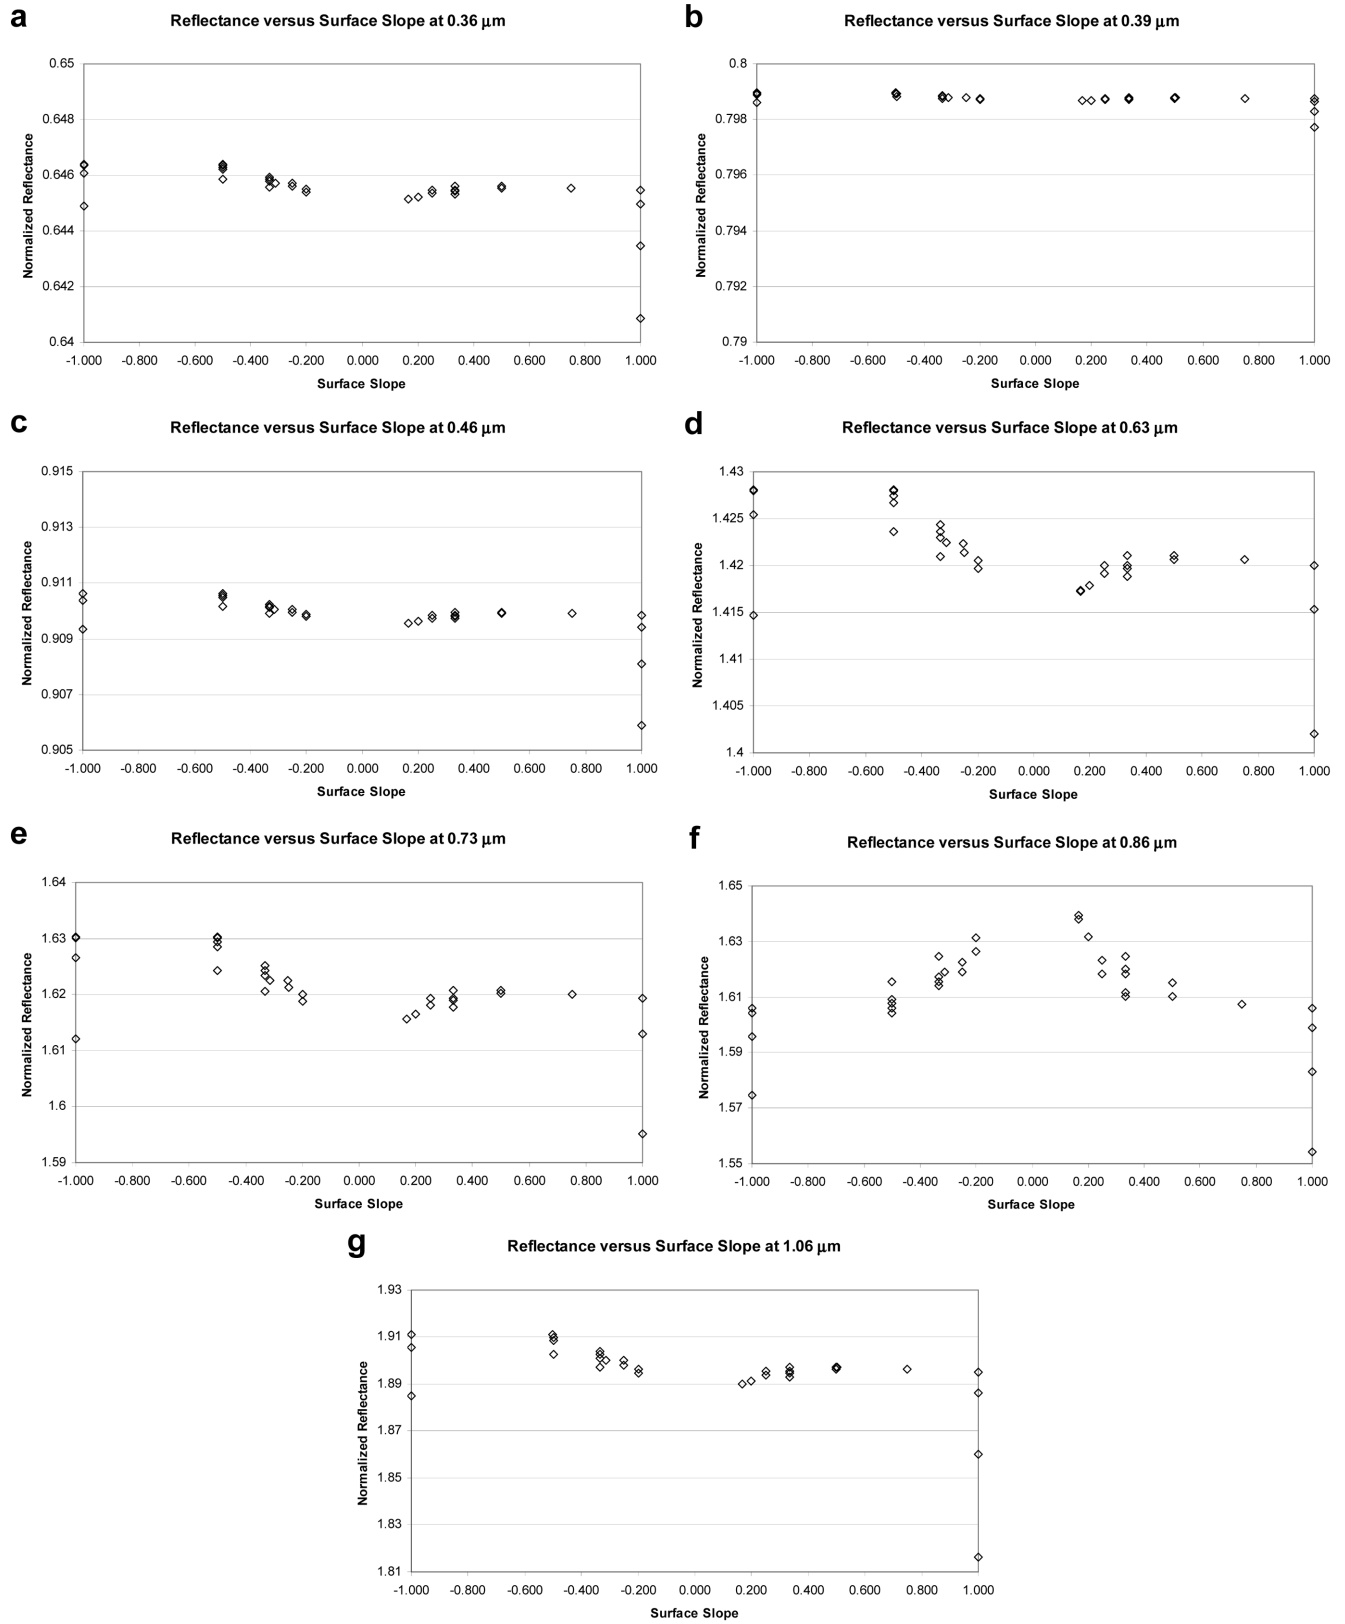 a
Reflectance versus Surface Slope at 0.36 μm
0.65
0.648
0.646
0.644
0.642
0.64
Normalized Reflectance
-1.000 -0.800 -0.600 -0.400 -0.200 0.000 0.200 0.400 0.600 0.800 1.000
Surface Slope
b
Reflectance versus Surface Slope at 0.39 μm
0.8
0.798
0.796
0.794
0.792
0.79
Normalized Reflectance
-1.000 -0.800 -0.600 -0.400 -0.200 0.000 0.200 0.400 0.600 0.800 1.000
Surface Slope
c
Reflectance versus Surface Slope at 0.46 μm
0.915
0.913
0.911
0.909
0.907
0.905
Normalized Reflectance
-1.000 -0.800 -0.600 -0.400 -0.200 0.000 0.200 0.400 0.600 0.800 1.000
Surface Slope
d
Reflectance versus Surface Slope at 0.63 μm
1.43
1.425
1.42
1.415
1.41
1.405
1.4
Normalized Reflectance
-1.000 -0.800 -0.600 -0.400 -0.200 0.000 0.200 0.400 0.600 0.800 1.000
Surface Slope
e
Reflectance versus Surface Slope at 0.73 μm
1.64
1.63
1.62
1.61
1.6
1.59
Normalized Reflectance
-1.000 -0.800 -0.600 -0.400 -0.200 0.000 0.200 0.400 0.600 0.800 1.000
Surface Slope
f
Reflectance versus Surface Slope at 0.86 μm
1.65
1.63
1.61
1.59
1.57
1.55
Normalized Reflectance
-1.000 -0.800 -0.600 -0.400 -0.200 0.000 0.200 0.400 0.600 0.800 1.000
Surface Slope
g
Reflectance versus Surface Slope at 1.06 μm
1.93
1.91
1.89
1.87
1.85
1.83
1.81
Normalized Reflectance
-1.000 -0.800 -0.600 -0.400 -0.200 0.000 0.200 0.400 0.600 0.800 1.000
Surface Slope